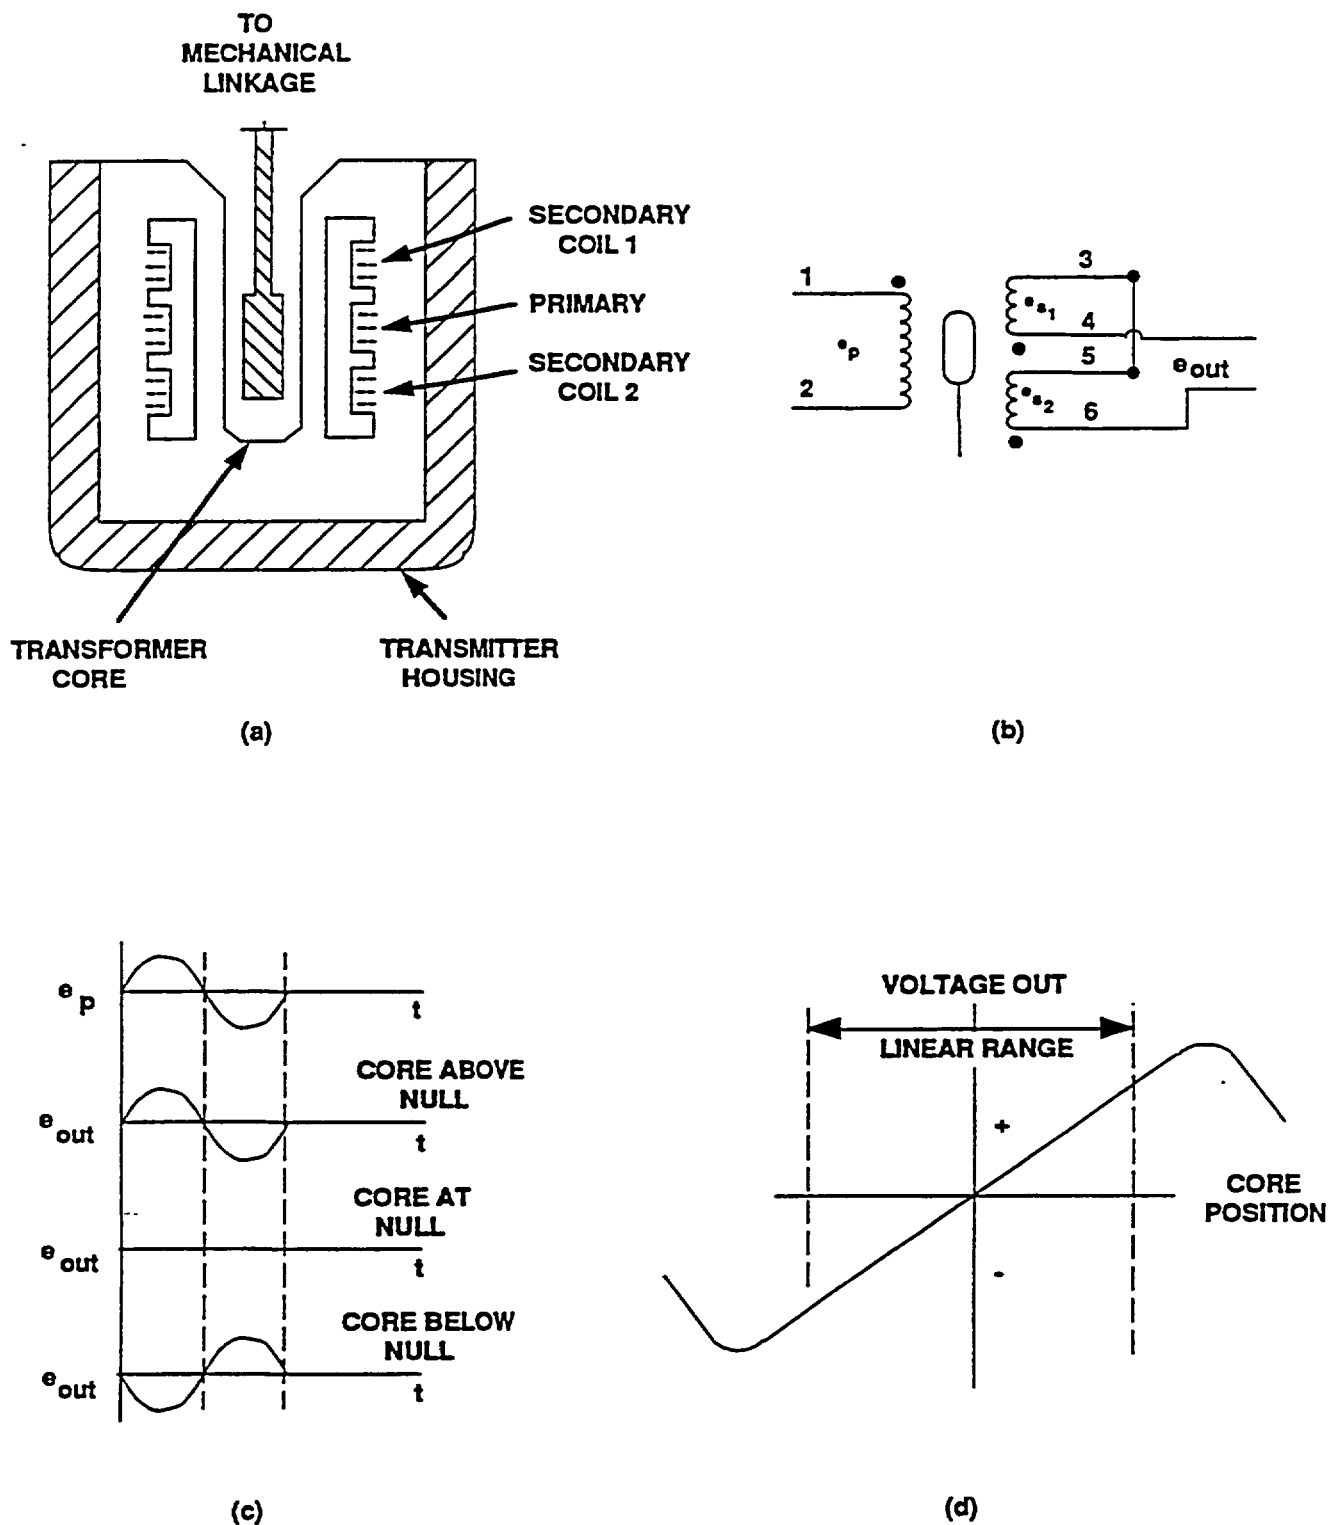 TO
MECHANICAL
LINKAGE
SECONDARY
COIL 1
PRIMARY
SECONDARY
COIL 2
TRANSFORMER
CORE
TRANSMITTER
HOUSING
(a)
1
2
e p
3
e s1
4
5
e s2
6
e out
(b)
e p
t
CORE ABOVE
NULL
e out
t
CORE AT
NULL
e out
t
CORE BELOW
NULL
e out
t
(c)
VOLTAGE OUT
LINEAR RANGE
+
CORE
POSITION
-
(d)